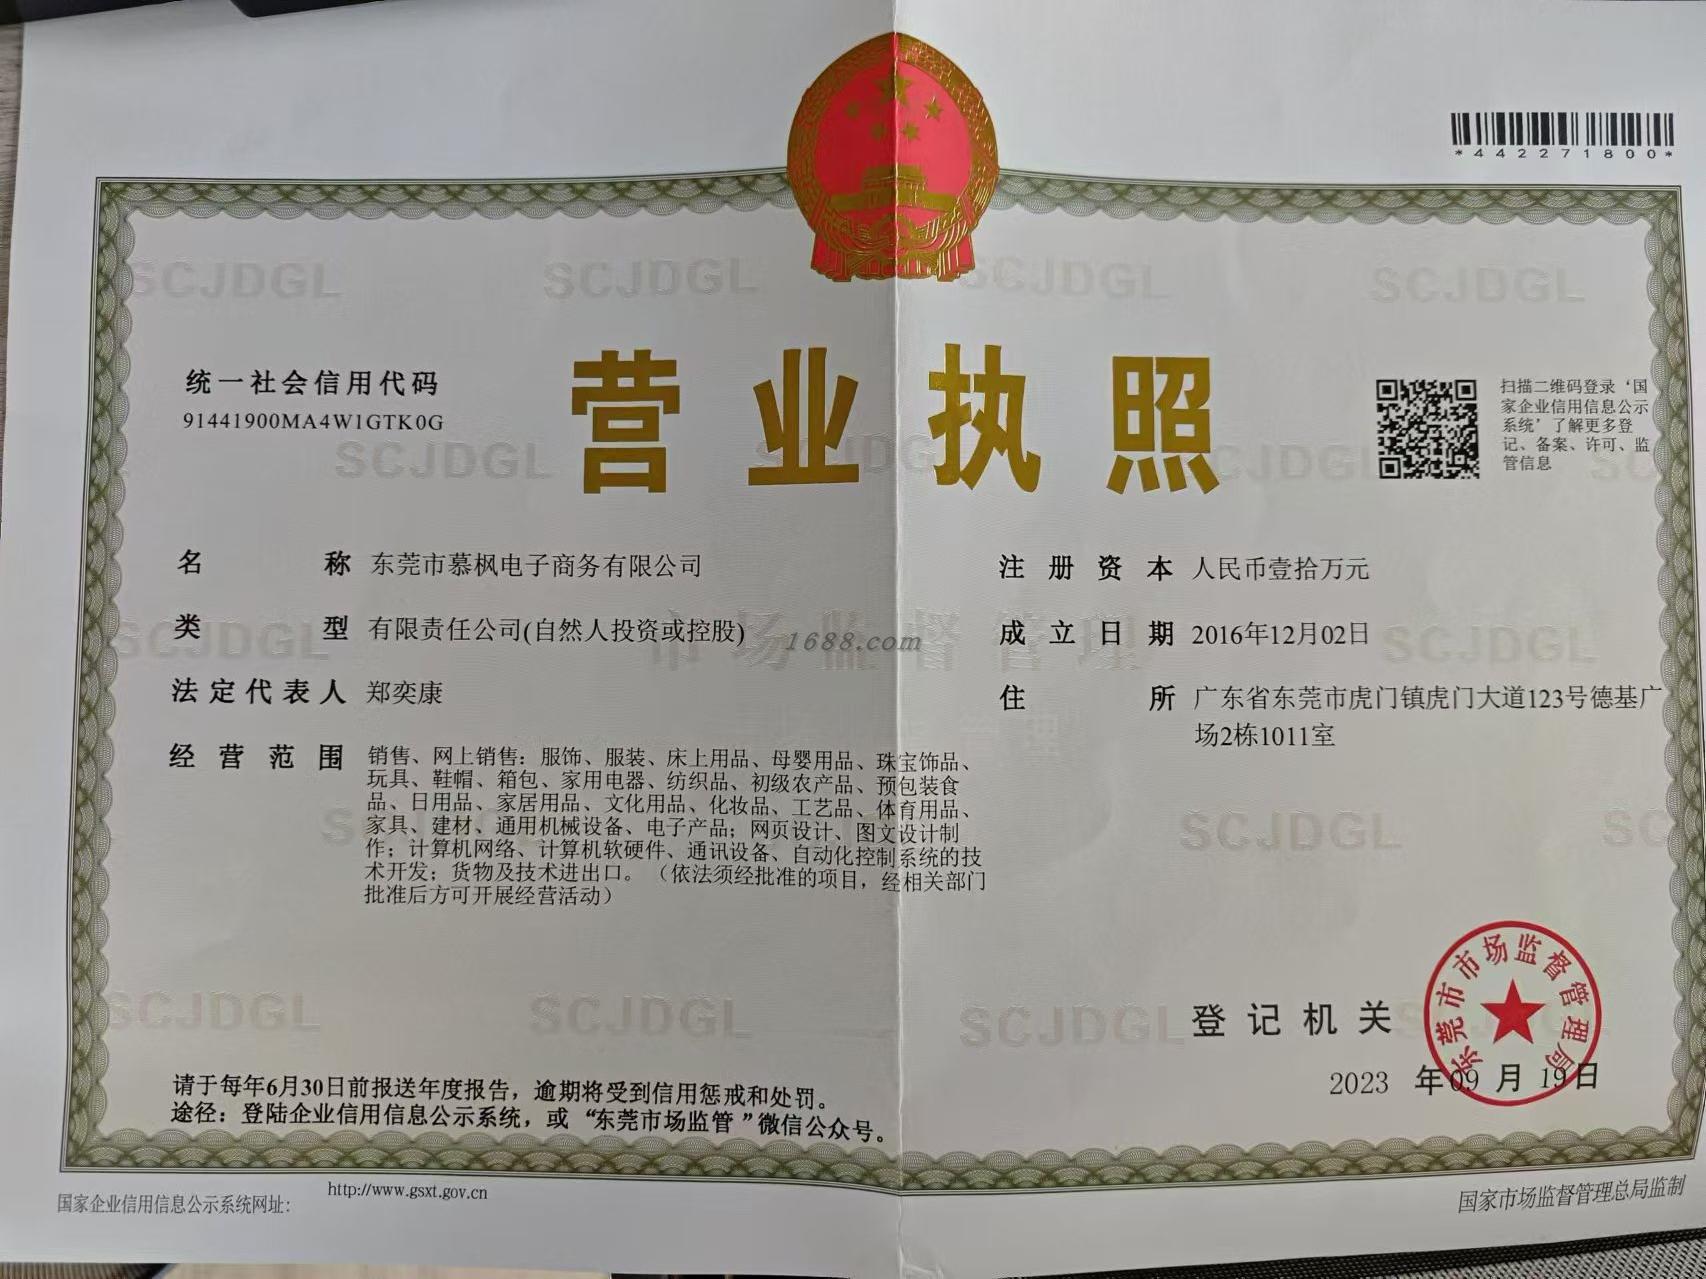 *442271800*
SCJDGL SCJDGL SCJDGL SCJDGL
营业执照
统一社会信用代码
91441900MA4W1GTK0G
扫描二维码登录‘国
家企业信用信息公示
系统’了解更多登
记、备案、许可、监
管信息
名称 东莞市慕枫电子商务有限公司
类型 有限责任公司(自然人投资或控股)
法定代表人 郑奕康
经营范围 销售、网上销售：服饰、服装、床上用品、母婴用品、珠宝饰品、
玩具、鞋帽、箱包、家用电器、纺织品、初级农产品、预包装食
品、日用品、家居用品、文化用品、化妆品、工艺品、体育用品、
家具、建材、通用机械设备、电子产品；网页设计、图文设计制
作；计算机网络、计算机软硬件、通讯设备、自动化控制系统的技
术开发；货物及技术进出口。（依法须经批准的项目，经相关部门
批准后方可开展经营活动）
注册资本 人民币壹拾万元
成立日期 2016年12月02日
住所 广东省东莞市虎门镇虎门大道123号德基广
场2栋1011室
市场监督管理
1688.com
登记机关
东莞市市场监督管理局
2023 年09 月 19日
请于每年6月30日前报送年度报告，逾期将受到信用惩戒和处罚。
途径：登陆企业信用信息公示系统，或“东莞市场监管”微信公众号。
国家企业信用信息公示系统网址： http://www.gsxt.gov.cn
国家市场监督管理总局监制